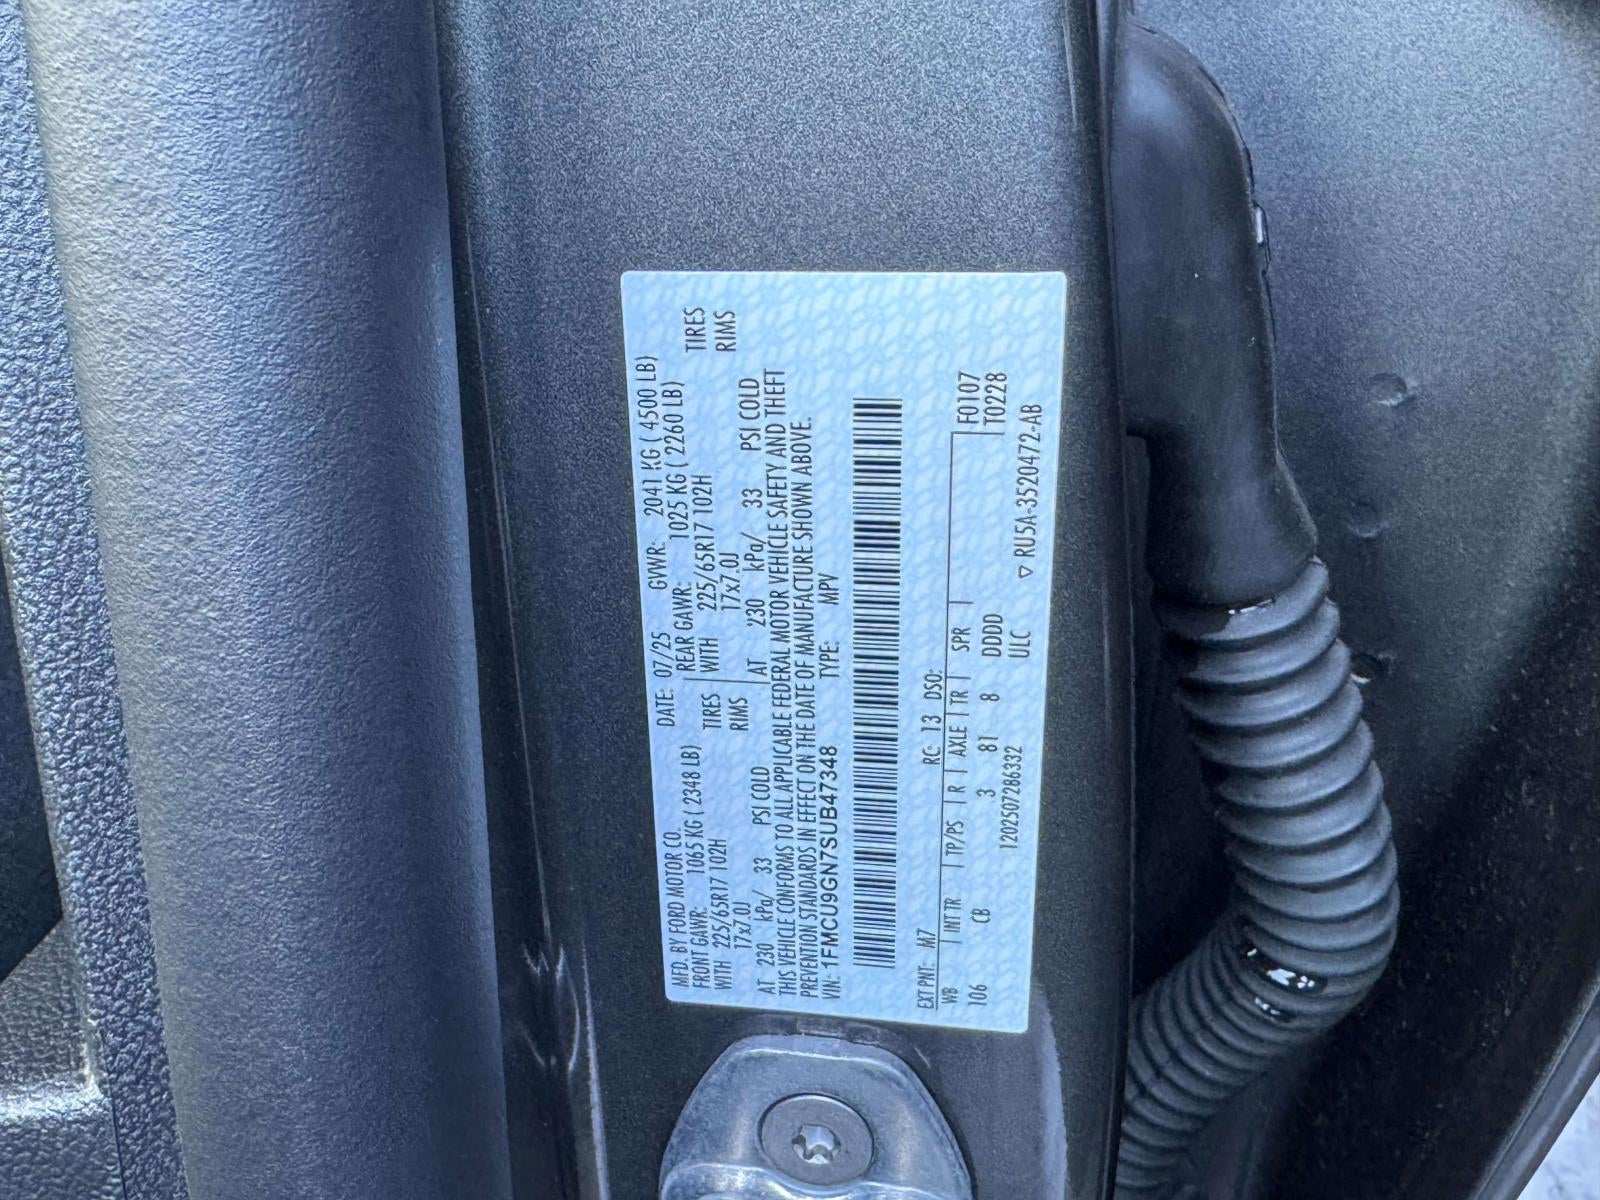 MFD. BY FORD MOTOR CO. DATE: 07/25 GVWR: 2041 KG ( 4500 LB)
FRONT GAWR: 1065 KG ( 2348 LB) REAR GAWR: 1025 KG ( 2260 LB)
WITH 225/65R17 102H TIRES WITH 225/65R17 102H TIRES
17x7.0J RIMS 17x7.0J RIMS
AT 230 kPa/ 33 PSI COLD AT 230 kPa/ 33 PSI COLD
THIS VEHICLE CONFORMS TO ALL APPLICABLE FEDERAL MOTOR VEHICLE SAFETY AND THEFT
PREVENTION STANDARDS IN EFFECT ON THE DATE OF MANUFACTURE SHOWN ABOVE.
VIN: 1FMCU9GN7SUB47348 TYPE: MPV
EXT PNT: M7 RC: 13 DSO: F0107
WB INT TR TP/PS R AXLE TR SPR T0228
106 CB 3 81 8 DDDD
1202507286332 ULC ▽ RU5A-3520472-AB